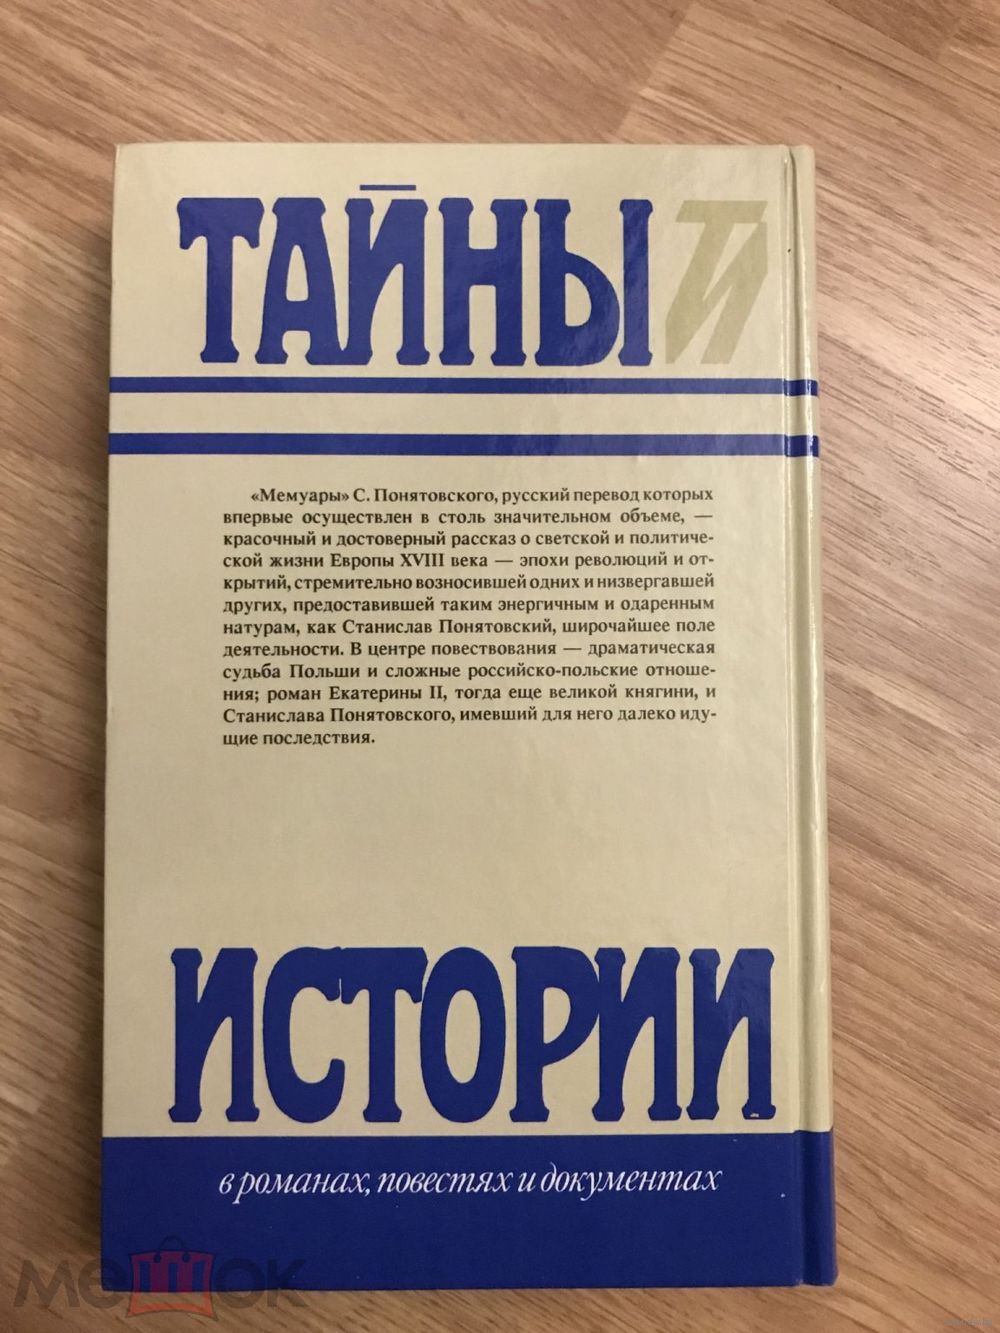 ТАЙНЫ ТИ
«Мемуары» С. Понятовского, русский перевод которых
впервые осуществлен в столь значительном объеме, —
красочный и достоверный рассказ о светской и политиче-
ской жизни Европы XVIII века — эпохи революций и от-
крытий, стремительно возносившей одних и низвергавшей
других, предоставившей таким энергичным и одаренным
натурам, как Станислав Понятовский, широчайшее поле
деятельности. В центре повествования — драматическая
судьба Польши и сложные российско-польские отноше-
ния; роман Екатерины II, тогда еще великой княгини, и
Станислава Понятовского, имевший для него далеко иду-
щие последствия.
ИСТОРИИ
в романах, повестях и документах
мешок